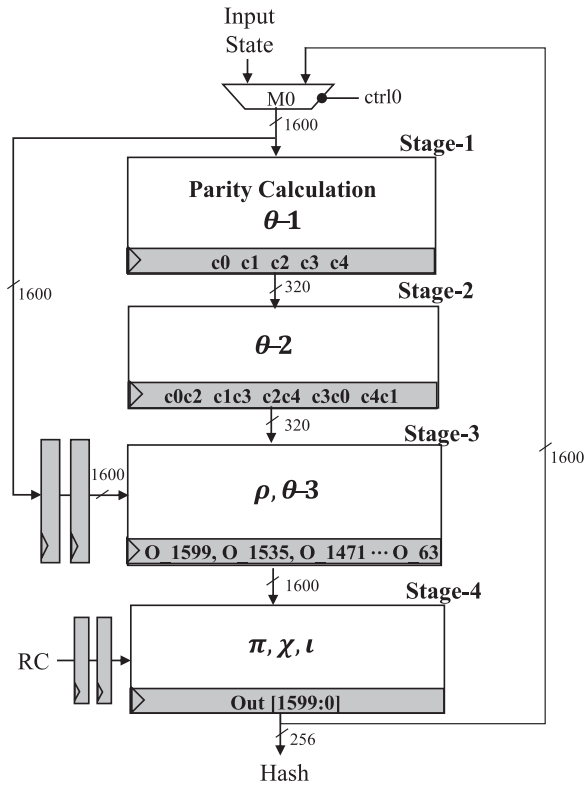 Input
State
M0
ctrl0
1600
Stage-1
Parity Calculation
θ-1
c0 c1 c2 c3 c4
320
Stage-2
1600
θ-2
c0c2 c1c3 c2c4 c3c0 c4c1
320
Stage-3
1600
1600
ρ, θ-3
O_1599, O_1535, O_1471 ⋯ O_63
1600
Stage-4
π, χ, ι
RC
Out [1599:0]
256
Hash